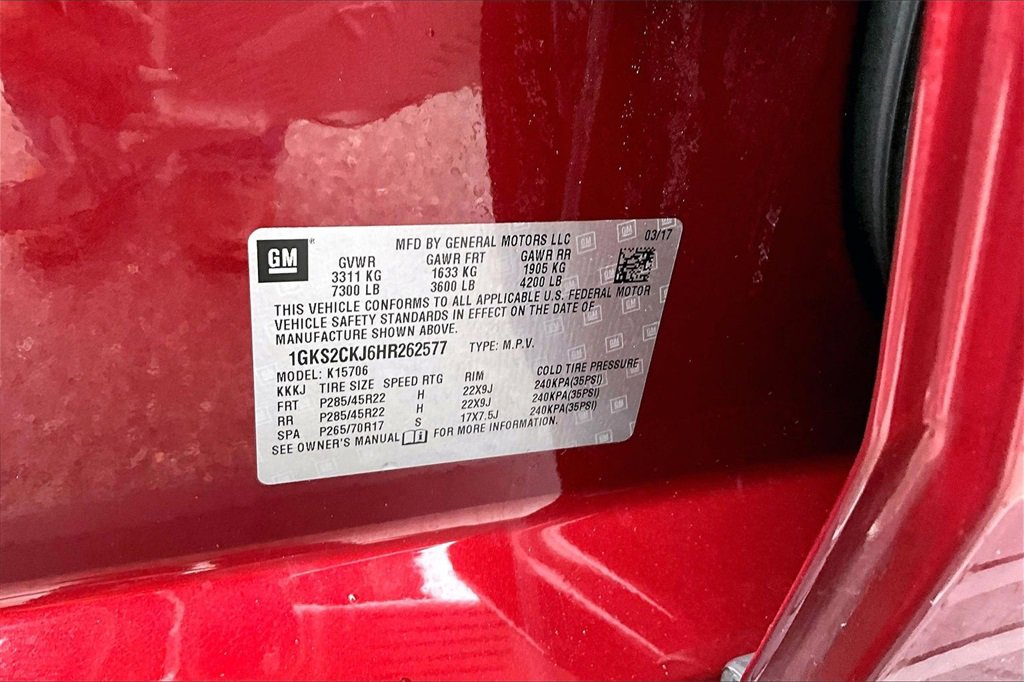 GM
MFD BY GENERAL MOTORS LLC 03/17
GVWR GAWR FRT GAWR RR
3311 KG 1633 KG 1905 KG
7300 LB 3600 LB 4200 LB
THIS VEHICLE CONFORMS TO ALL APPLICABLE U.S. FEDERAL MOTOR
VEHICLE SAFETY STANDARDS IN EFFECT ON THE DATE OF
MANUFACTURE SHOWN ABOVE.
1GKS2CKJ6HR262577 TYPE: M.P.V.
MODEL: K15706
KKKJ TIRE SIZE SPEED RTG RIM COLD TIRE PRESSURE
FRT P285/45R22 H 22X9J 240KPA(35PSI)
RR P285/45R22 H 22X9J 240KPA(35PSI)
SPA P265/70R17 S 17X7.5J 240KPA(35PSI)
SEE OWNER'S MANUAL FOR MORE INFORMATION.